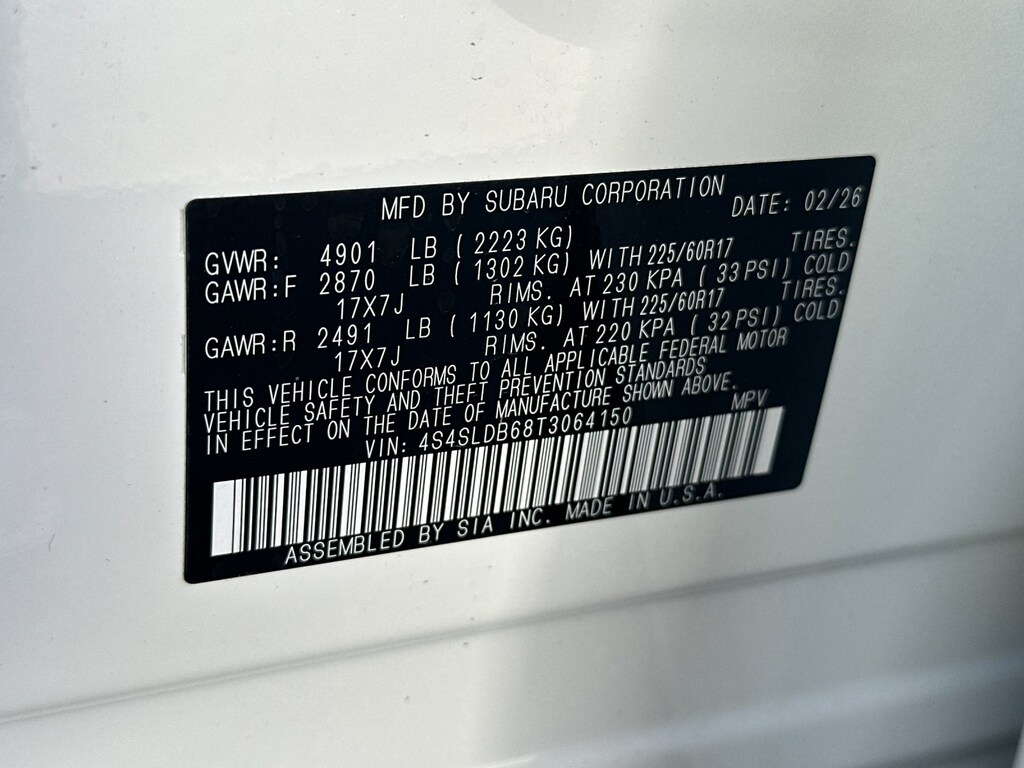 MFD BY SUBARU CORPORATION DATE: 02/26
GVWR: 4901 LB ( 2223 KG)
GAWR:F 2870 LB ( 1302 KG) WITH 225/60R17 TIRES.
17X7J RIMS. AT 230 KPA ( 33 PSI) COLD
GAWR:R 2491 LB ( 1130 KG) WITH 225/60R17 TIRES.
17X7J RIMS. AT 220 KPA ( 32 PSI) COLD
THIS VEHICLE CONFORMS TO ALL APPLICABLE FEDERAL MOTOR
VEHICLE SAFETY AND THEFT PREVENTION STANDARDS
IN EFFECT ON THE DATE OF MANUFACTURE SHOWN ABOVE.
VIN: 4S4SLDB68T3064150 MPV
ASSEMBLED BY SIA INC. MADE IN U.S.A.